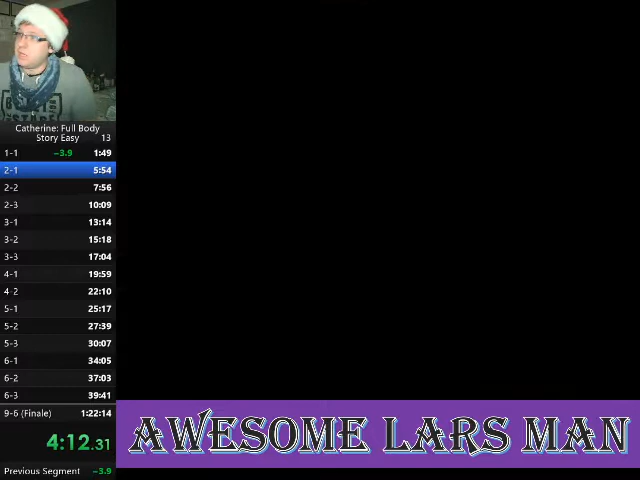 Catherine: Full Body
Story Easy 13
1-1 −3.9 1:49
2-1 5:54
2-2 7:56
2-3 10:09
3-1 13:14
3-2 15:18
3-3 17:04
4-1 19:59
4-2 22:10
5-1 25:17
5-2 27:39
5-3 30:07
6-1 34:05
6-2 37:03
6-3 39:41
9-6 (Finale) 1:22:14
4:12.31
Previous Segment −3.9
AWESOME LARS MAN